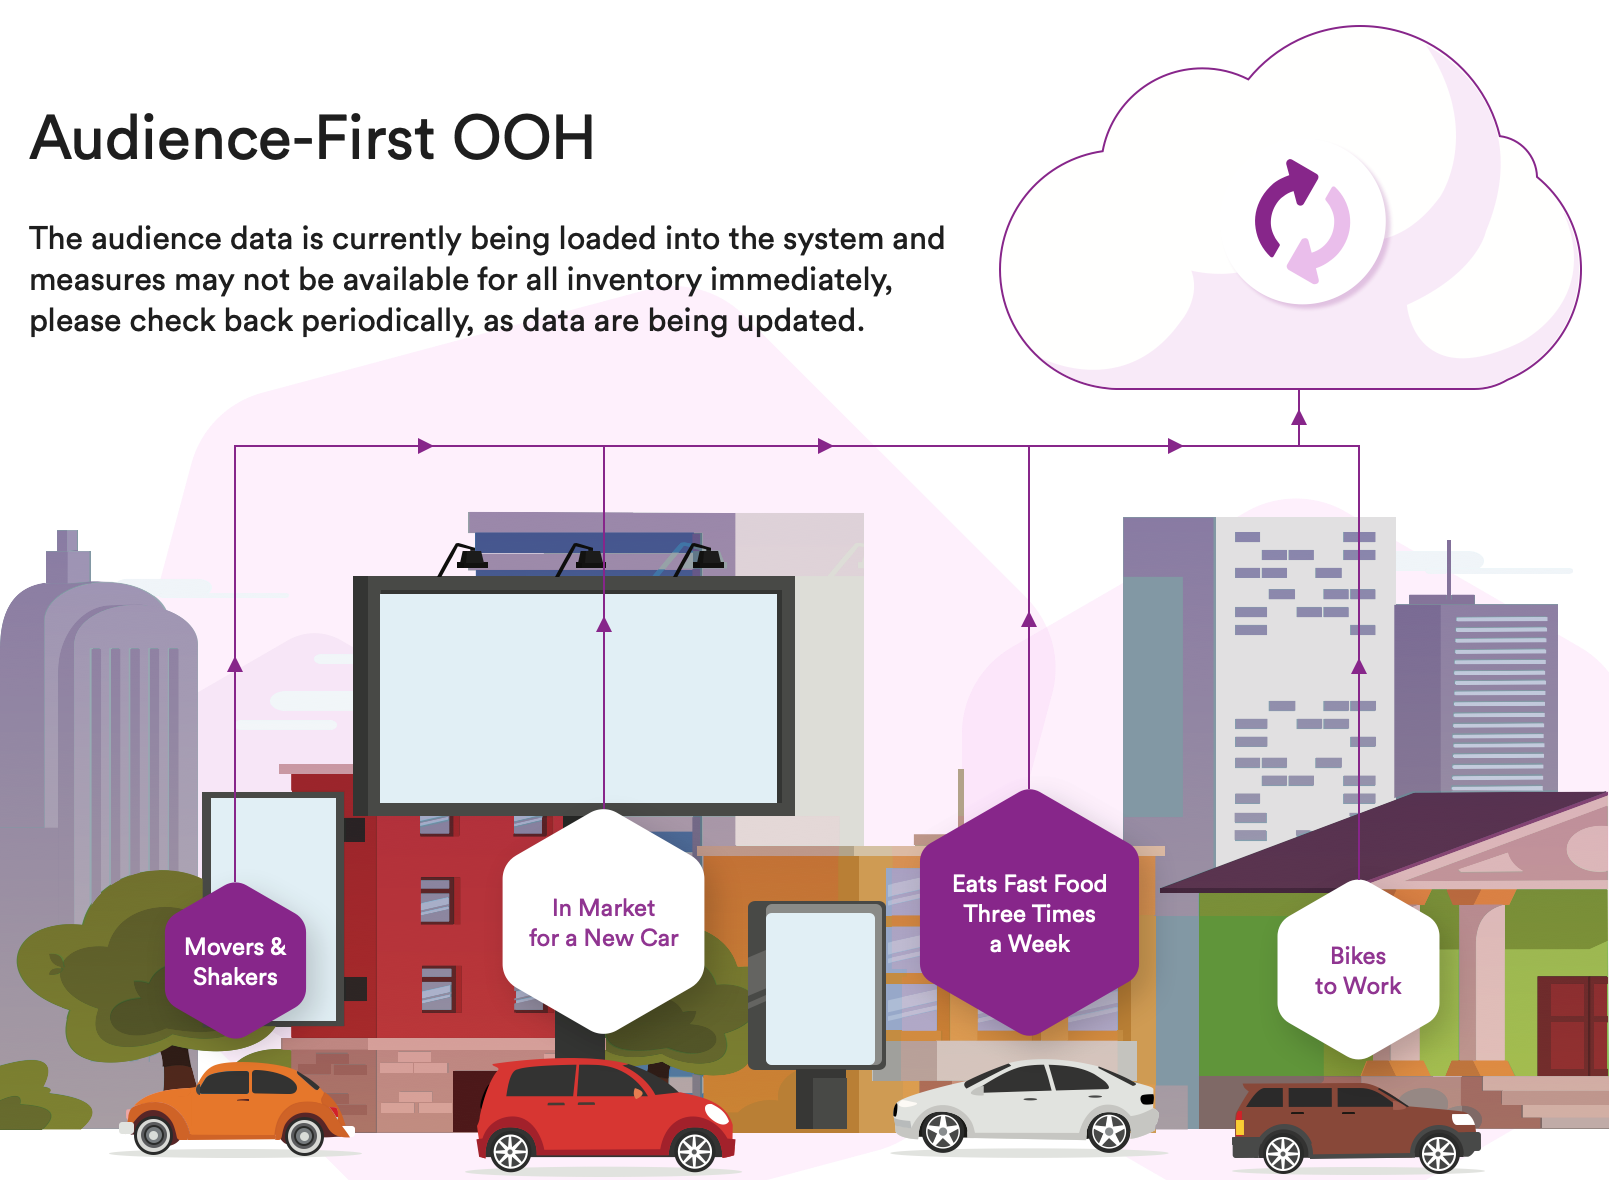 Audience-First OOH
The audience data is currently being loaded into the system and
measures may not be available for all inventory immediately,
please check back periodically, as data are being updated.
Movers &
Shakers
In Market
for a New Car
Eats Fast Food
Three Times
a Week
Bikes
to Work